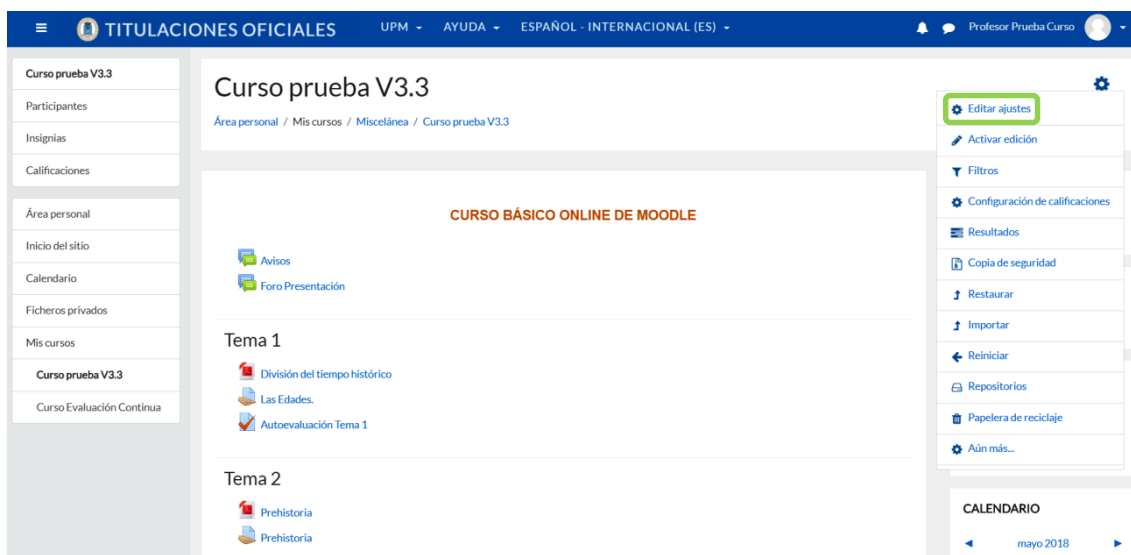 TITULACIONES OFICIALES UPM AYUDA ESPAÑOL - INTERNACIONAL (ES) Profesor Prueba Curso
Curso prueba V3.3
Participantes
Insignias
Calificaciones
Área personal
Inicio del sitio
Calendario
Ficheros privados
Mis cursos
Curso prueba V3.3
Curso Evaluación Continua
Curso prueba V3.3
Área personal / Mis cursos / Miscelánea / Curso prueba V3.3
CURSO BÁSICO ONLINE DE MOODLE
Avisos
Foro Presentación
Tema 1
División del tiempo histórico
Las Edades.
Autoevaluación Tema 1
Tema 2
Prehistoria
Prehistoria
Editar ajustes
Activar edición
Filtros
Configuración de calificaciones
Resultados
Copia de seguridad
Restaurar
Importar
Reiniciar
Repositorios
Papelera de reciclaje
Aún más...
CALENDARIO
mayo 2018